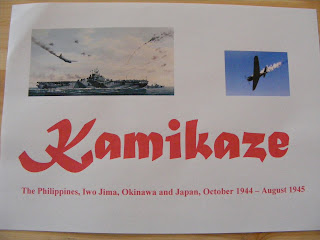 Kamikaze
The Philippines, Iwo Jima, Okinawa and Japan, October 1944 – August 1945